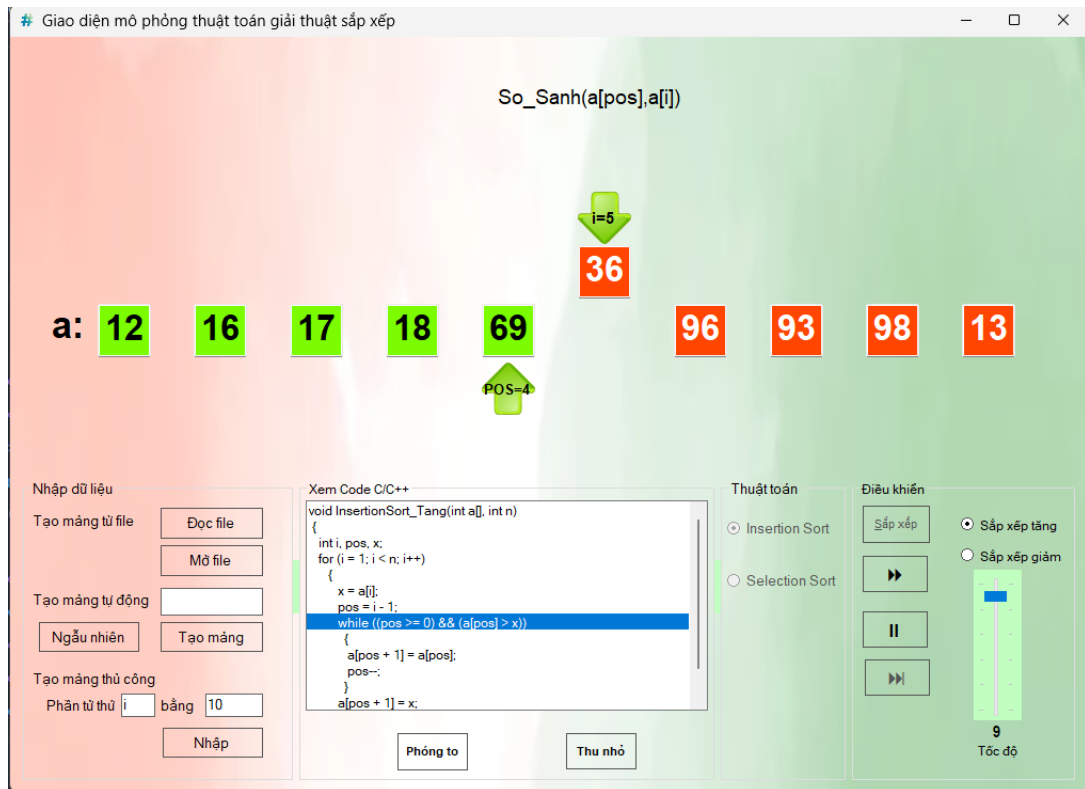 # Giao diện mô phỏng thuật toán giải thuật sắp xếp
So_Sanh(a[pos],a[i])
i=5
36
a: 12 16 17 18 69 96 93 98 13
POS=4
Nhập dữ liệu
Tạo mảng từ file
Đọc file
Mở file
Tạo mảng tự động
Ngẫu nhiên
Tạo mảng
Tạo mảng thủ công
Phần tử thứ i bằng 10
Nhập
Xem Code C/C++
void InsertionSort_Tang(int a[], int n)
{
int i, pos, x;
for (i = 1; i < n; i++)
{
x = a[i];
pos = i - 1;
while ((pos >= 0) && (a[pos] > x))
{
a[pos + 1] = a[pos];
pos--;
}
a[pos + 1] = x;
Phóng to
Thu nhỏ
Thuật toán
Insertion Sort
Selection Sort
Điều khiển
Sắp xếp
Sắp xếp tăng
Sắp xếp giảm
9
Tốc độ